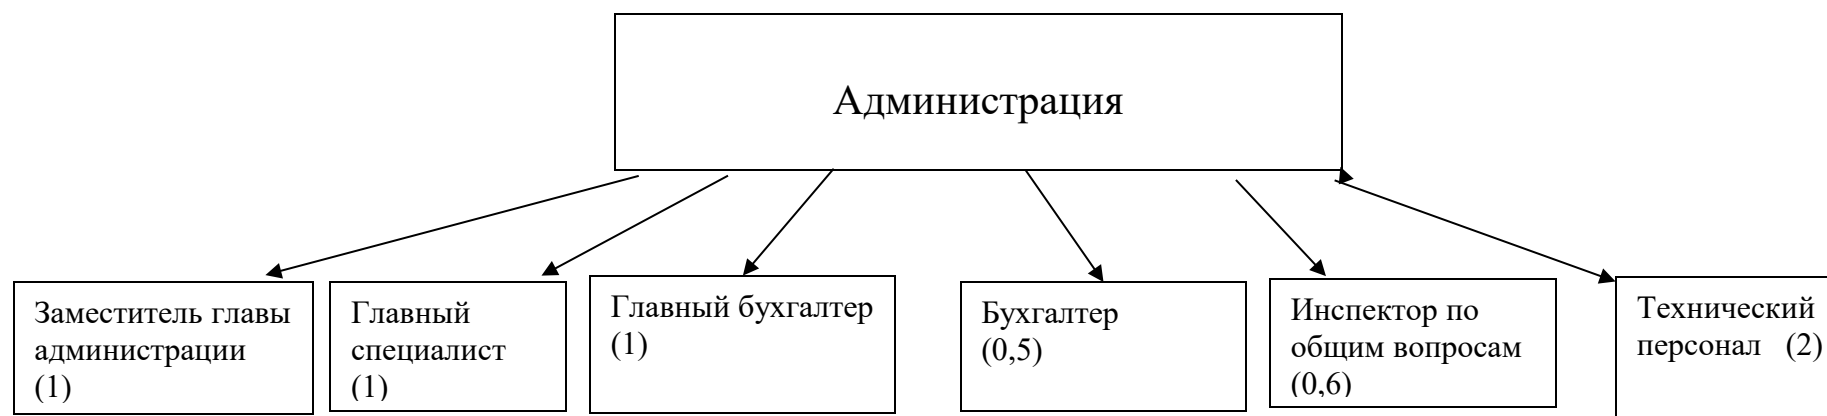 Администрация
Заместитель главы
администрации
(1)
Главный
специалист
(1)
Главный бухгалтер
(1)
Бухгалтер
(0,5)
Инспектор по
общим вопросам
(0,6)
Технический
персонал (2)